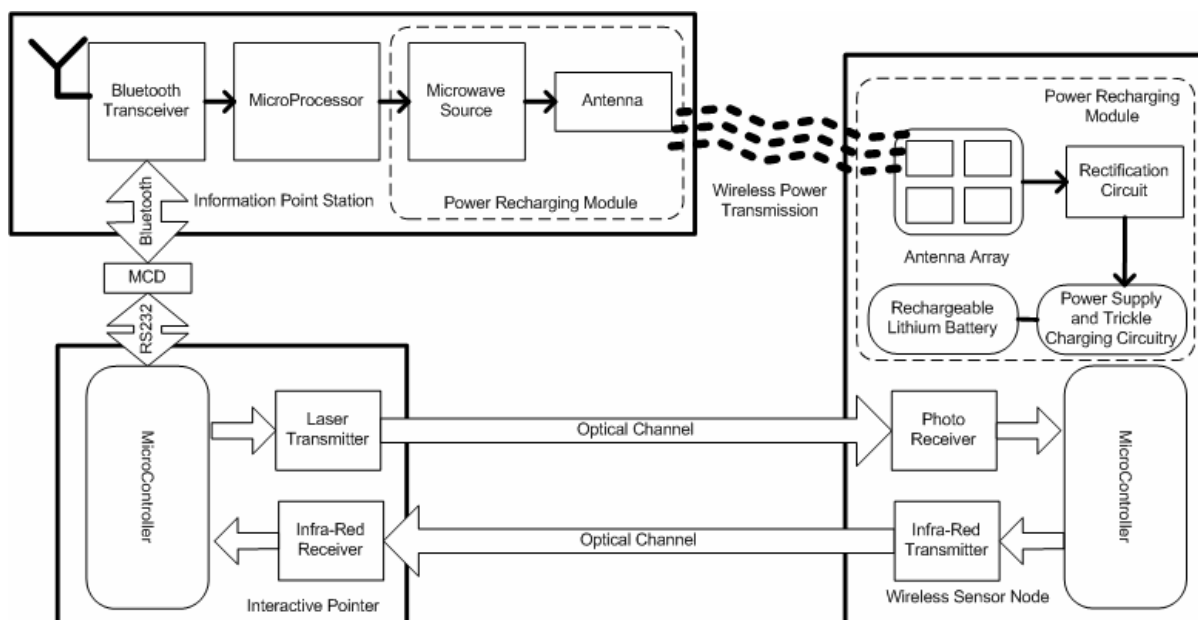 Bluetooth
Transceiver
MicroProcessor
Microwave
Source
Antenna
Information Point Station
Power Recharging Module
Wireless Power
Transmission
Power Recharging
Module
Rectification
Circuit
Antenna Array
Rechargeable
Lithium Battery
Power Supply
and Trickle
Charging Circuitry
Bluetooth
MCD
RS232
MicroController
Laser
Transmitter
Optical Channel
Photo
Receiver
MicroController
Infra-Red
Receiver
Optical Channel
Infra-Red
Transmitter
Interactive Pointer
Wireless Sensor Node